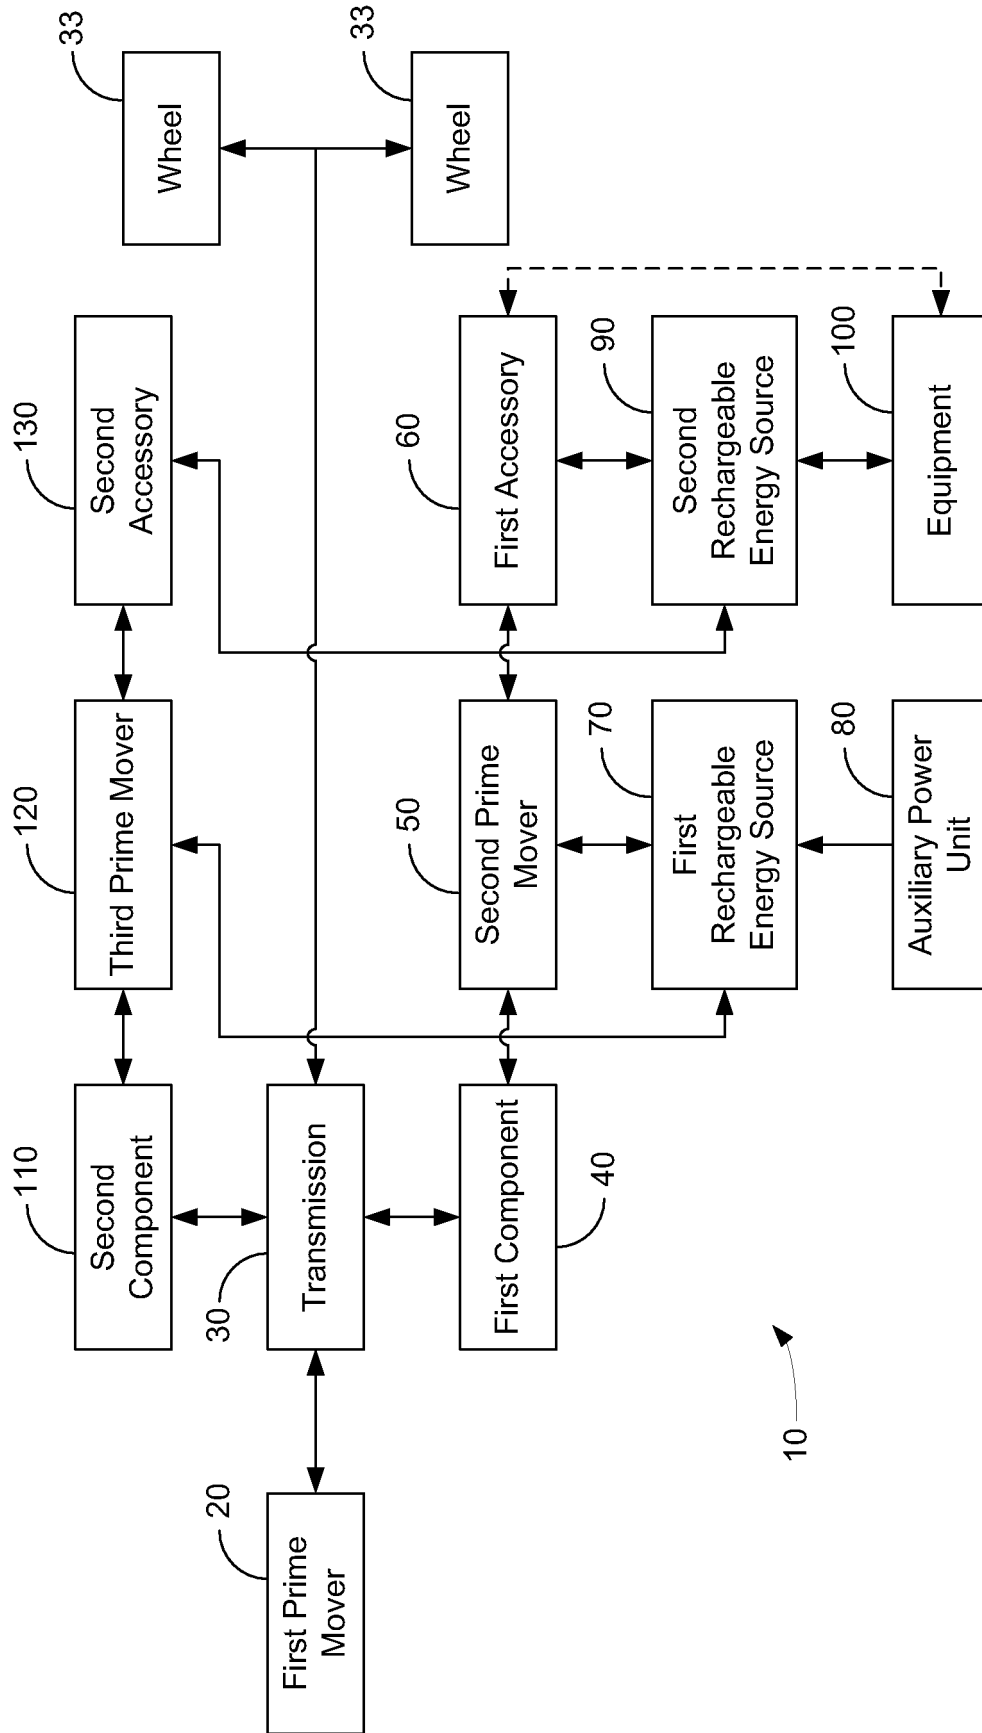 110
Second
Component
120
Third Prime Mover
130
Second
Accessory
33
Wheel
20
First Prime
Mover
30
Transmission
33
Wheel
First Component
40
50
Second Prime
Mover
60
First Accessory
70
First
Rechargeable
Energy Source
90
Second
Rechargeable
Energy Source
10
80
Auxiliary Power
Unit
100
Equipment